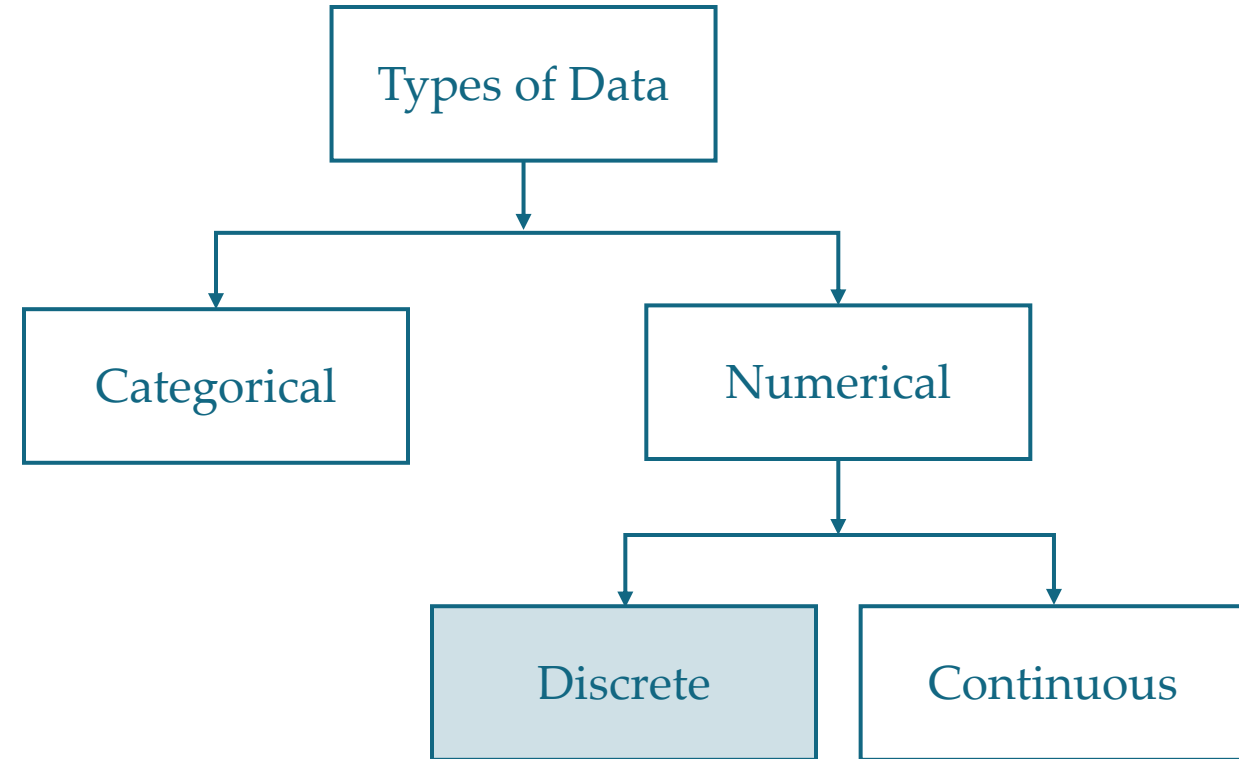 Types of Data
Categorical
Numerical
Discrete
Continuous